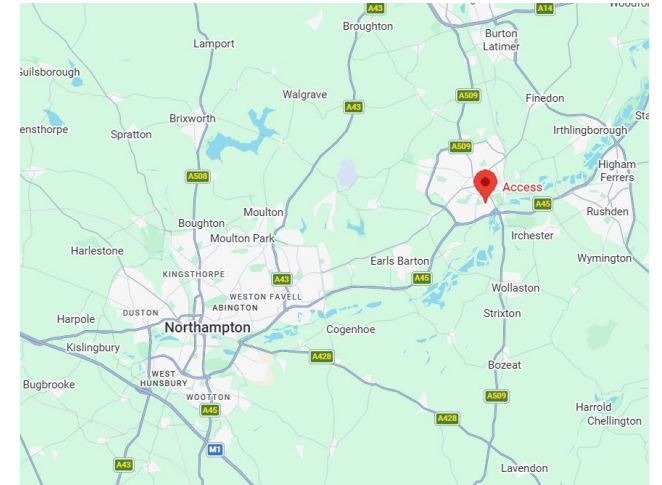 A43
A14
Broughton
Burton
Latimer
Lamport
A509
Walgrave
A43
Finedon
Brixworth
Spratton
A509
Irthlingborough
Higham
Ferrers
A508
Access
A45
Rushden
Moulton
Boughton
Moulton Park
Irchester
Harlestone
Earls Barton
Wymington
KINGSTHORPE
A43
A45
Wollaston
WESTON FAVELL
ABINGTON
DUSTON
Strixton
Harpole
Northampton
Cogenhoe
Kislingbury
A428
Bozeat
WEST
HUNSBURY
Bugbrooke
A509
WOOTTON
A45
Harrold
A428
Chellington
M1
A43
Lavendon